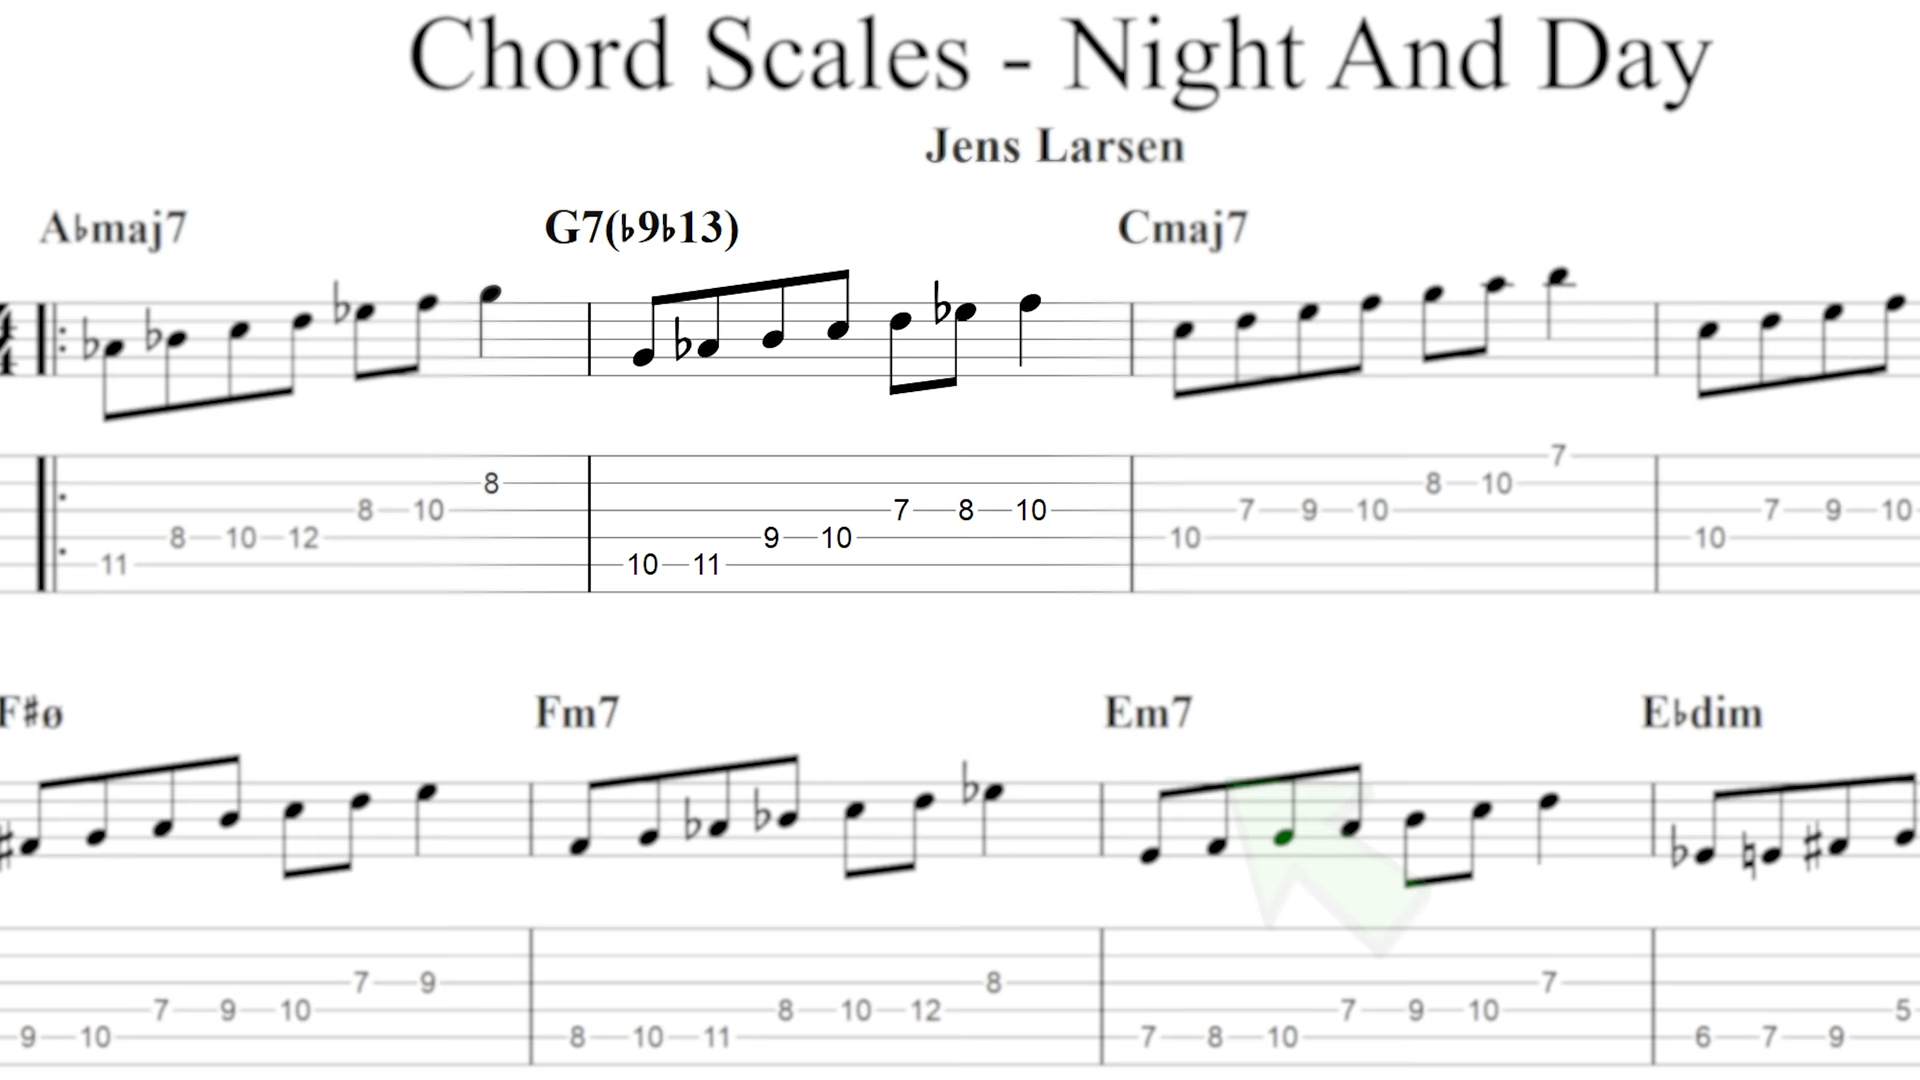 Chord Scales - Night And Day
Jens Larsen
A♭maj7 G7(♭9♭13) Cmaj7
8 7
8 8 10
8 10 7 8 10 7 9 10 7 9 10
8 10 12 9 10 10 10
11 10 11
F#ø Fm7 Em7 E♭dim
7 9 8 7
7 9 10 8 10 12 7 9 10 5
9 10 8 10 11 7 8 10 6 7 9